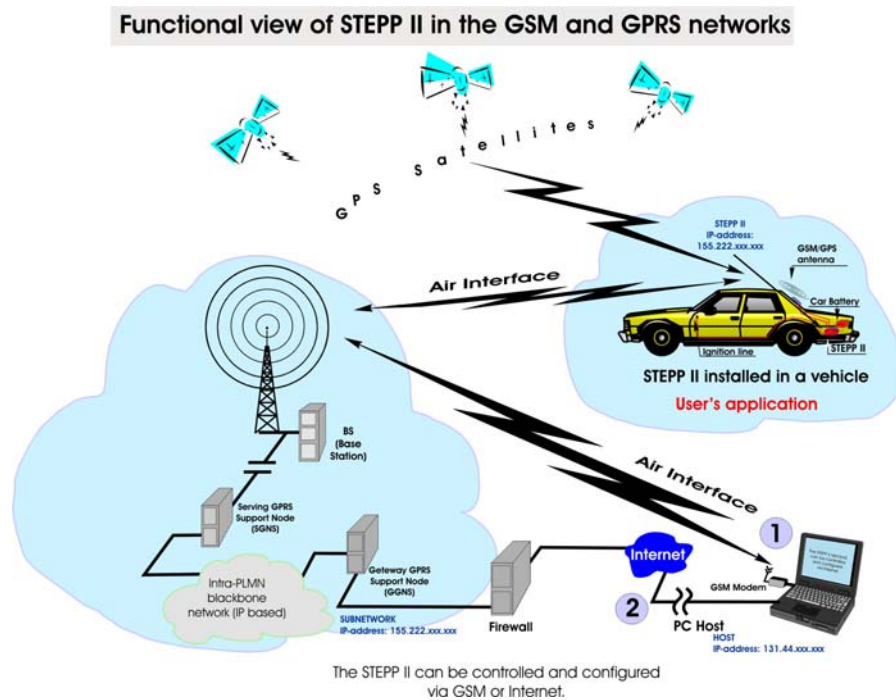 Functional view of STEPP II in the GSM and GPRS networks
GPS Satellites
STEPP II
IP-address:
155.222.xxx.xxx
GSM/GPS
antenna
Air Interface
Car Battery
Ignition line
STEPP II
STEPP II installed in a vehicle
User's application
BS
(Base
Station)
Air Interface
1
Serving GPRS
Support Node
(SGNS)
Internet
GSM Modem
Intra-PLMN
backbone
network (IP based)
Geteway GPRS
Support Node
(GGNS)
2
PC Host
Firewall
SUBNETWORK
IP-address: 155.222.xxx.xxx
HOST
IP-address: 131.44.xxx.xxx
The STEPP II can be controlled and configured
via GSM or Internet.